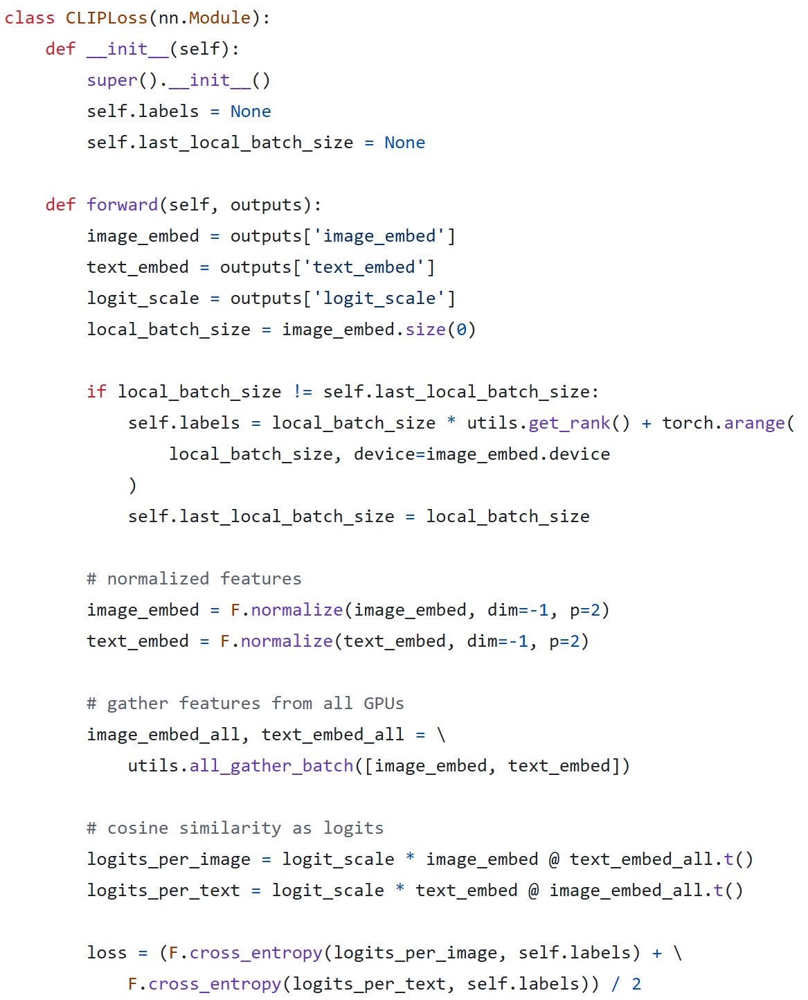 class CLIPLoss(nn.Module):
    def __init__(self):
        super().__init__()
        self.labels = None
        self.last_local_batch_size = None

    def forward(self, outputs):
        image_embed = outputs['image_embed']
        text_embed = outputs['text_embed']
        logit_scale = outputs['logit_scale']
        local_batch_size = image_embed.size(0)

        if local_batch_size != self.last_local_batch_size:
            self.labels = local_batch_size * utils.get_rank() + torch.arange(
                local_batch_size, device=image_embed.device
            )
            self.last_local_batch_size = local_batch_size

        # normalized features
        image_embed = F.normalize(image_embed, dim=-1, p=2)
        text_embed = F.normalize(text_embed, dim=-1, p=2)

        # gather features from all GPUs
        image_embed_all, text_embed_all = \
            utils.all_gather_batch([image_embed, text_embed])

        # cosine similarity as logits
        logits_per_image = logit_scale * image_embed @ text_embed_all.t()
        logits_per_text = logit_scale * text_embed @ image_embed_all.t()

        loss = (F.cross_entropy(logits_per_image, self.labels) + \
            F.cross_entropy(logits_per_text, self.labels)) / 2